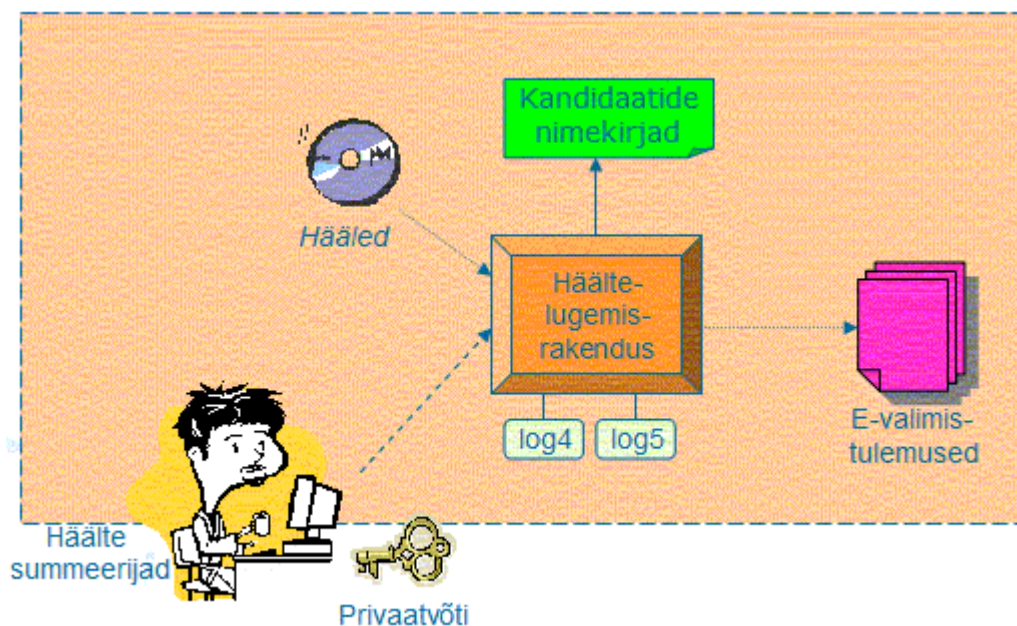 Kandidaatide
nimekirjad
Hääled
Häälte-
lugemis-
rakendus
log4
log5
E-valimis-
tulemused
Häälte
summeerijad
Privaatvõti